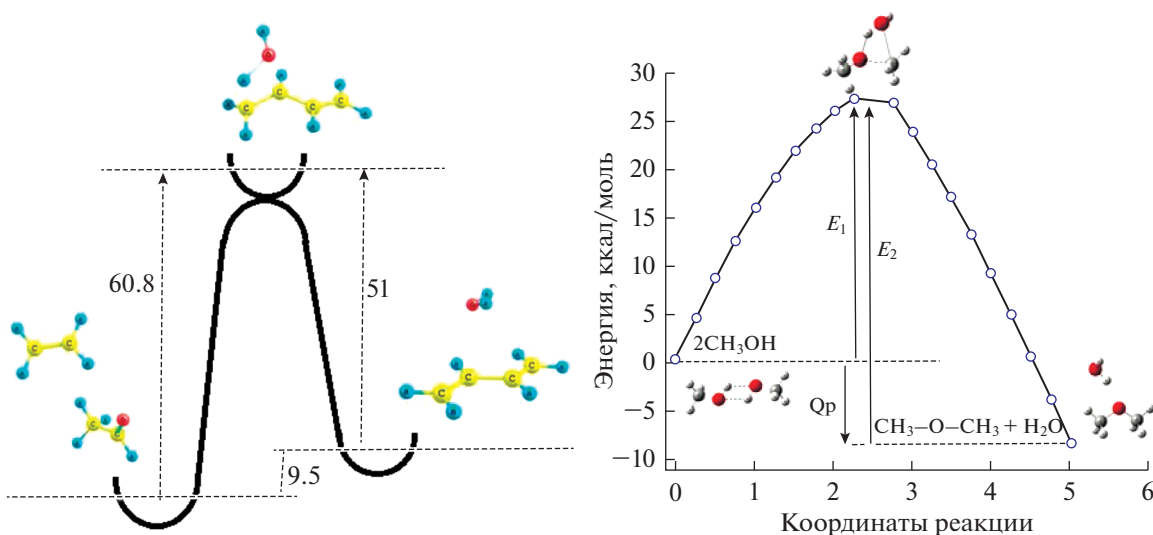 60.8
51
9.5
Энергия, ккал/моль
30
25
20
15
10
5
0
−5
−10
E1
E2
2CH3OH
Qp
CH3–O–CH3 + H2O
0 1 2 3 4 5 6
Координаты реакции